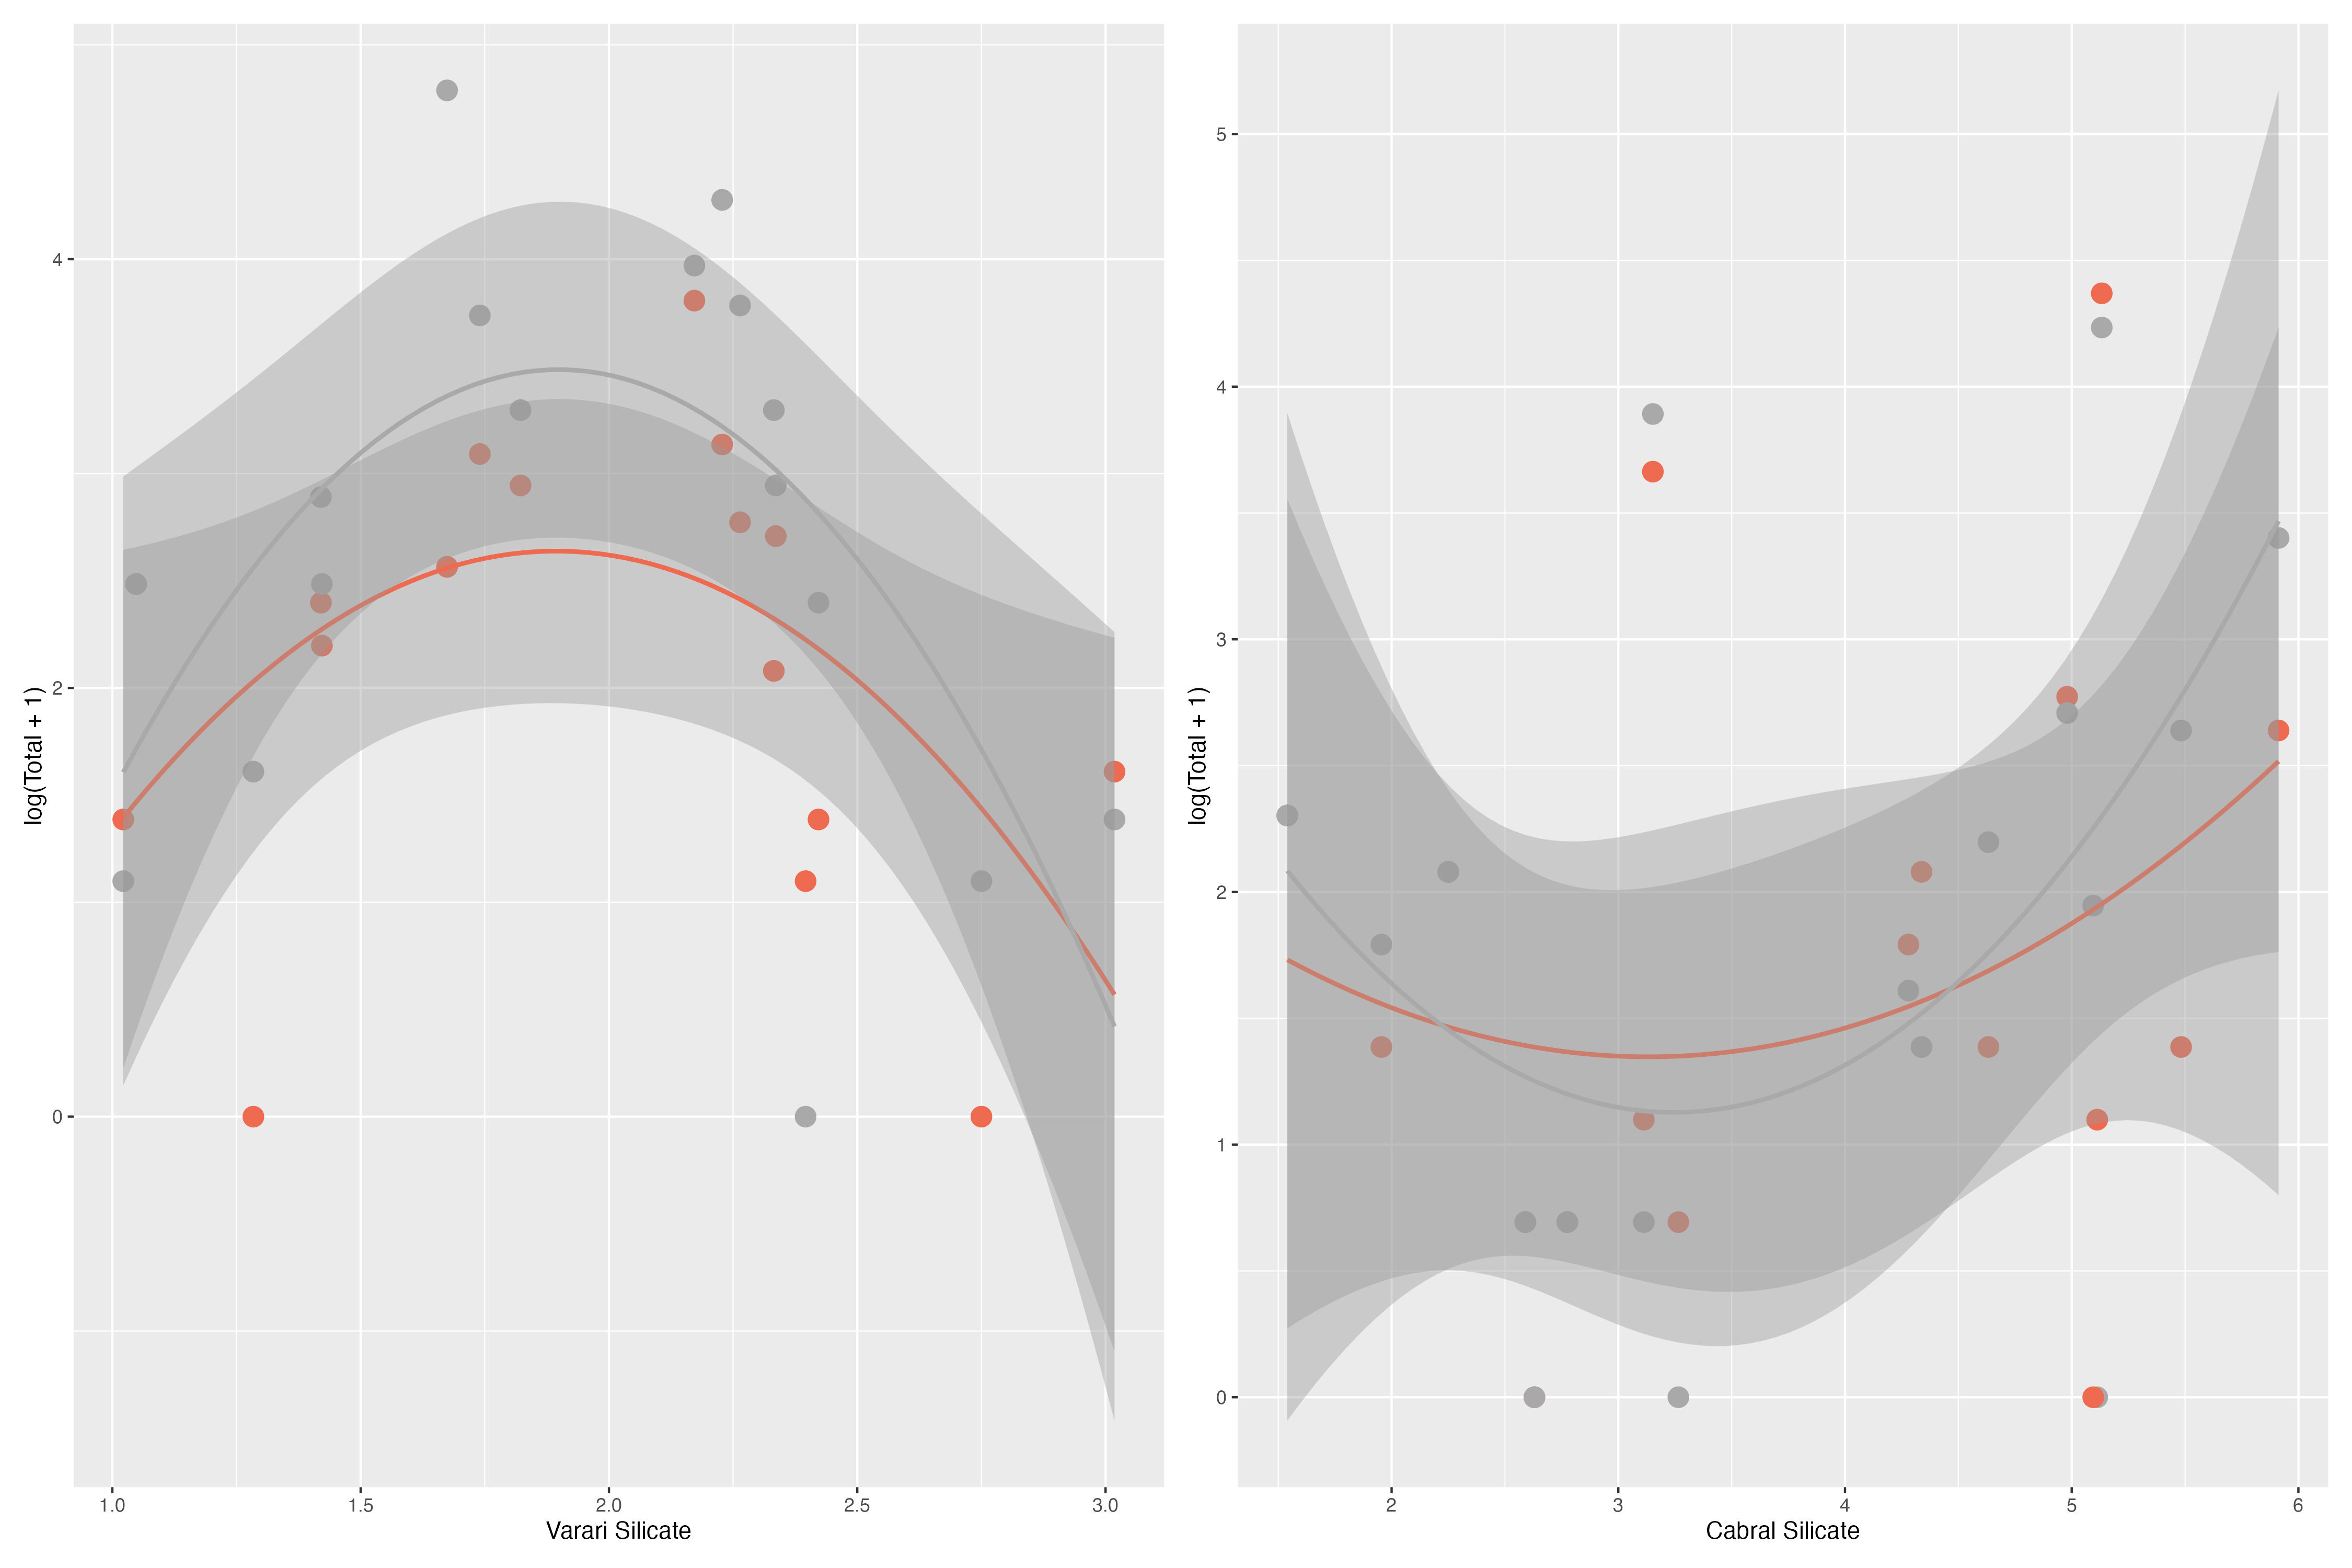 log(Total + 1)
4
2
0
1.0 1.5 2.0 2.5 3.0
Varari Silicate
log(Total + 1)
5
4
3
2
1
0
2 3 4 5 6
Cabral Silicate